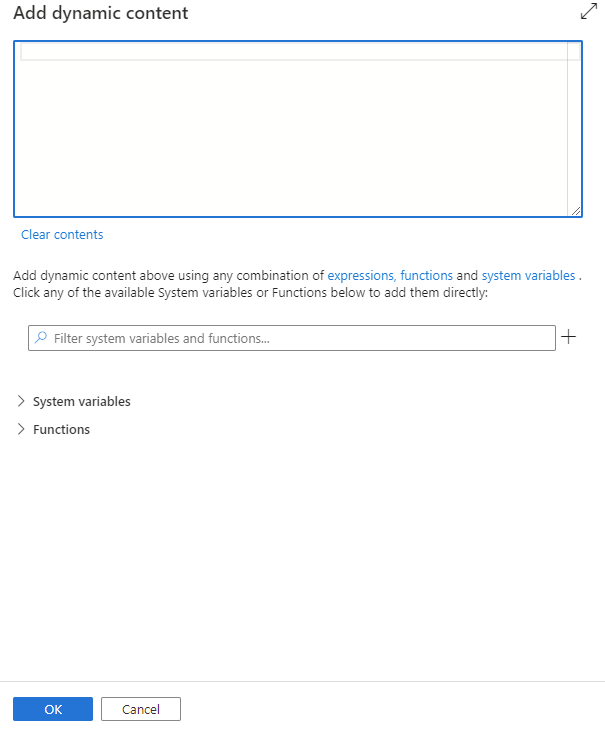 Add dynamic content
Clear contents
Add dynamic content above using any combination of expressions, functions and system variables .
Click any of the available System variables or Functions below to add them directly:
Filter system variables and functions...
System variables
Functions
OK
Cancel